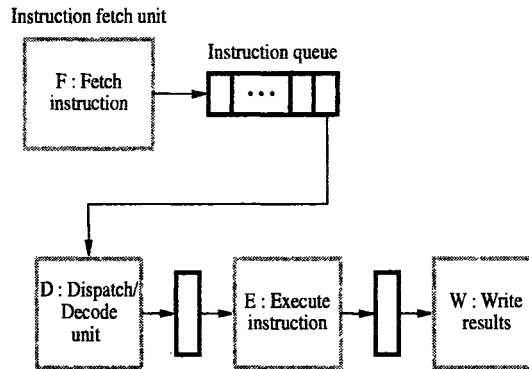 Instruction fetch unit
F : Fetch
instruction
Instruction queue
...
D : Dispatch/
Decode
unit
E : Execute
instruction
W : Write
results